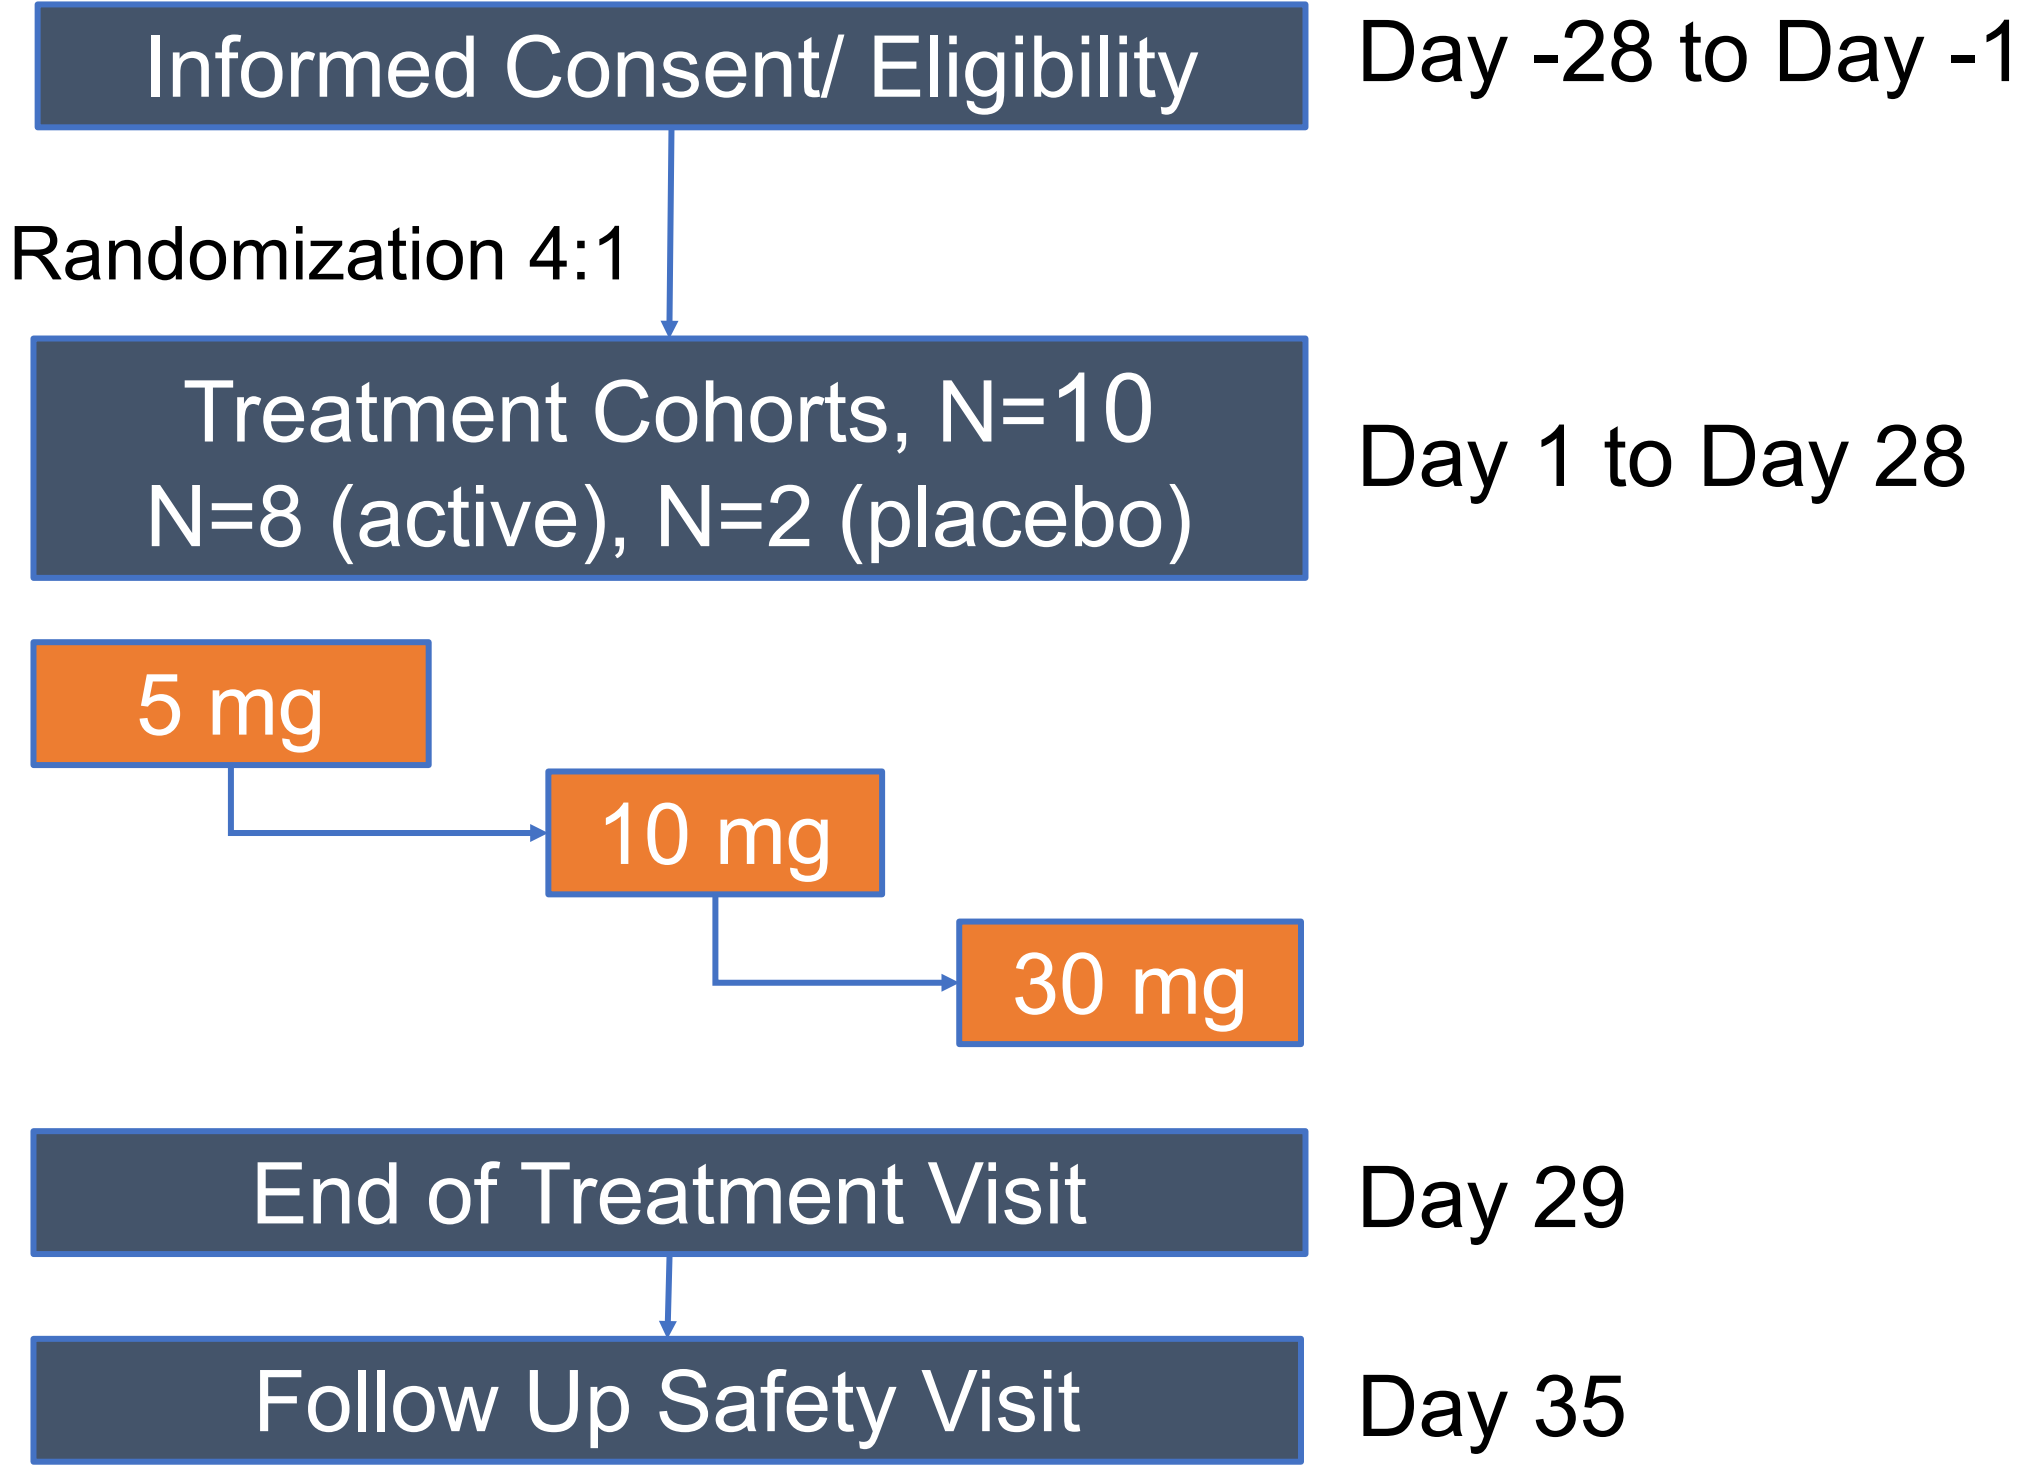 Informed Consent/ Eligibility
Day -28 to Day -1
Randomization 4:1
Treatment Cohorts, N=10
N=8 (active), N=2 (placebo)
Day 1 to Day 28
5 mg
10 mg
30 mg
End of Treatment Visit
Day 29
Follow Up Safety Visit
Day 35